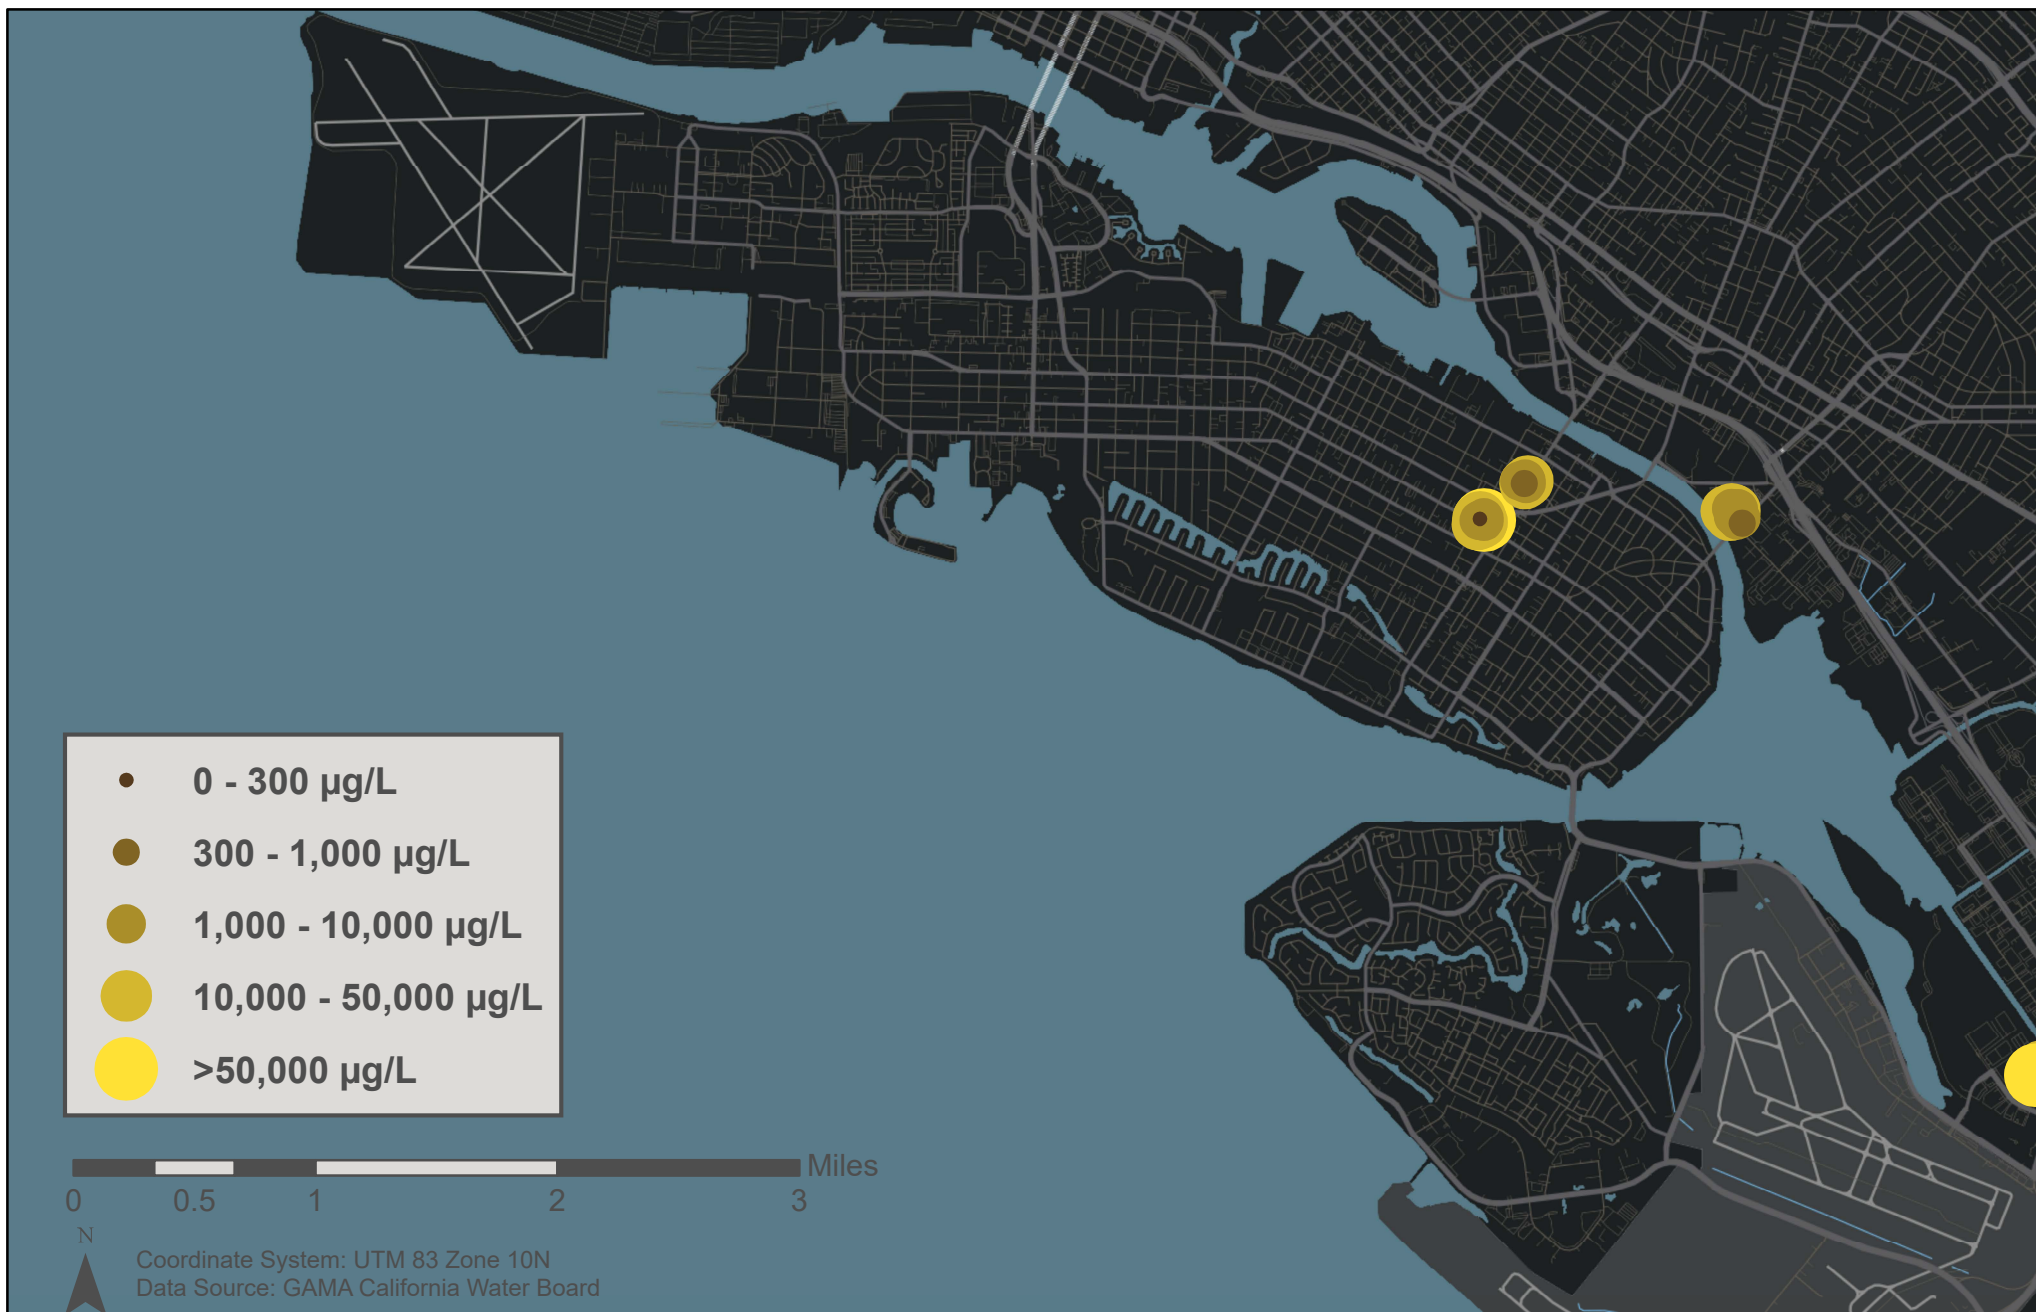 0 - 300 µg/L
300 - 1,000 µg/L
1,000 - 10,000 µg/L
10,000 - 50,000 µg/L
>50,000 µg/L
Miles
0 0.5 1 2 3
N
Coordinate System: UTM 83 Zone 10N
Data Source: GAMA California Water Board